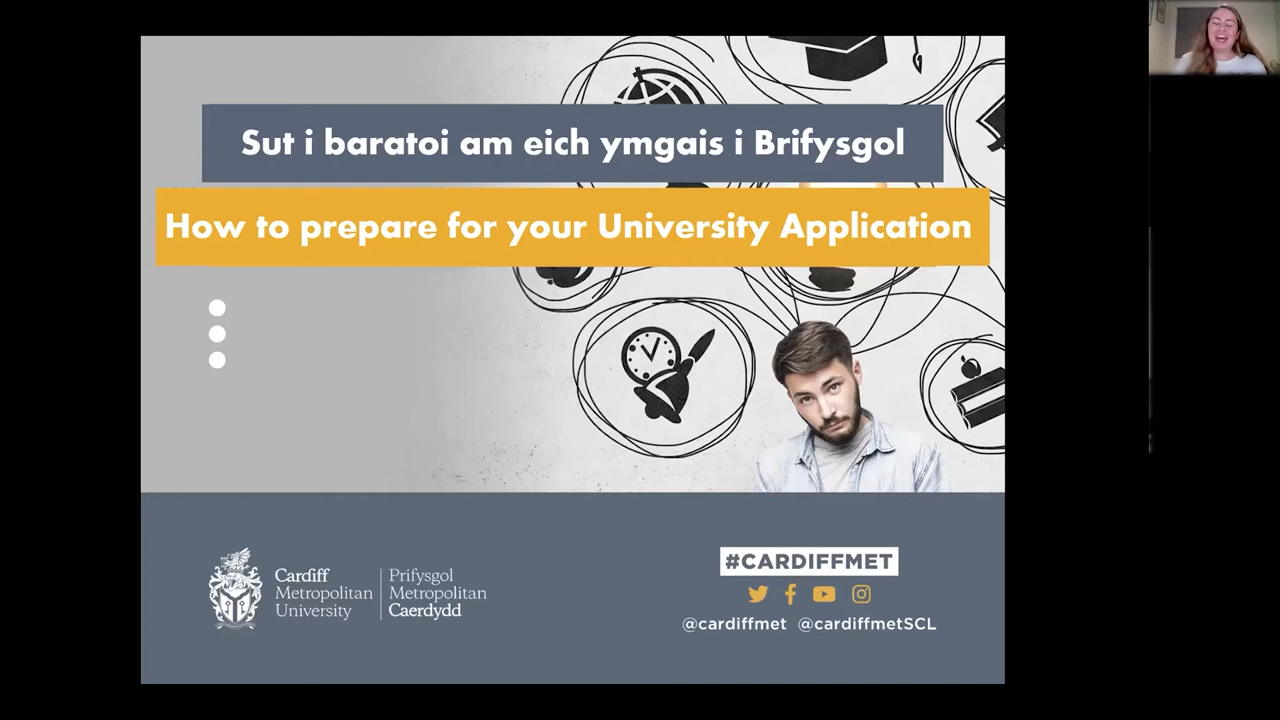 Sut i baratoi am eich ymgais i Brifysgol
How to prepare for your University Application
Cardiff
Metropolitan
University
Prifysgol
Metropolitan
Caerdydd
#CARDIFFMET
@cardiffmet @cardiffmetSCL